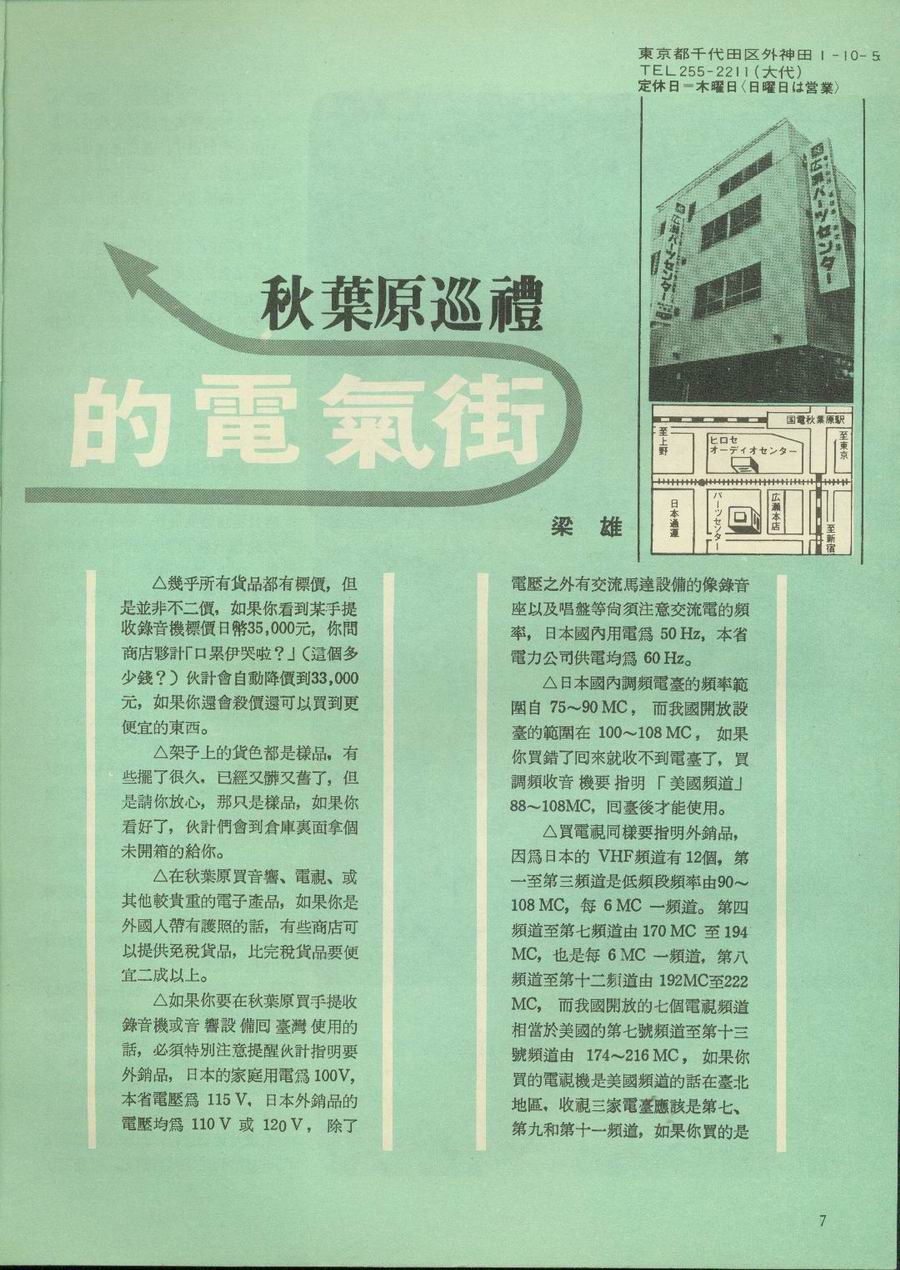 東京都千代田区外神田1-10-5
TEL 255-2211(大代)
定休日=木曜日〈日曜日は営業〉
広瀬パーツセンター
広瀬パーツセンター
国電秋葉原駅
至上野
ヒロセ
オーディオセンター
至東京
日本通運
パーツセンター
広瀬本店
至新宿
秋葉原巡禮
的電氣街
梁 雄
△幾乎所有貨品都有標價,但
是並非不二價,如果你看到某手提
收錄音機標價日幣35,000元,你問
商店夥計「口累伊哭啦?」(這個多
少錢?)伙計會自動降價到33,000
元,如果你還會殺價還可以買到更
便宜的東西。
△架子上的貨色都是樣品,有
些擺了很久,已經又髒又舊了,但
是請你放心,那只是樣品,如果你
看好了,伙計們會到倉庫裏面拿個
未開箱的給你。
△在秋葉原買音響、電視、或
其他較貴重的電子產品,如果你是
外國人帶有護照的話,有些商店可
以提供免稅貨品,比完稅貨品要便
宜二成以上。
△如果你要在秋葉原買手提收
錄音機或音響設備囘臺灣使用的
話,必須特別注意提醒伙計指明要
外銷品,日本的家庭用電爲100V,
本省電壓爲 115 V,日本外銷品的
電壓均爲 110 V 或 120 V,除了
電壓之外有交流馬達設備的像錄音
座以及唱盤等尙須注意交流電的頻
率,日本國內用電爲 50 Hz,本省
電力公司供電均爲 60 Hz。
△日本國內調頻電臺的頻率範
圍自 75~90 MC,而我國開放設
臺的範圍在 100~108 MC,如果
你買錯了囘來就收不到電臺了,買
調頻收音機要指明「美國頻道」
88~108MC,囘臺後才能使用。
△買電視同樣要指明外銷品,
因爲日本的 VHF頻道有12個,第
一至第三頻道是低頻段頻率由90~
108 MC,每 6 MC 一頻道。第四
頻道至第七頻道由 170 MC 至 194
MC,也是每 6 MC 一頻道,第八
頻道至第十二頻道由 192MC至222
MC,而我國開放的七個電視頻道
相當於美國的第七號頻道至第十三
號頻道由 174~216 MC,如果你
買的電視機是美國頻道的話在臺北
地區,收視三家電臺應該是第七、
第九和第十一頻道,如果你買的是
7